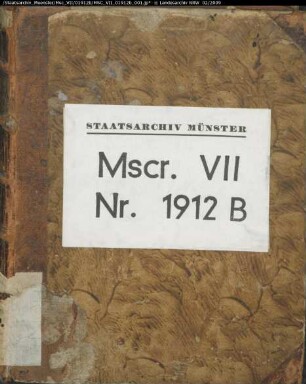 STAATSARCHIV MÜNSTER
Mscr. VII
Nr. 1912 B